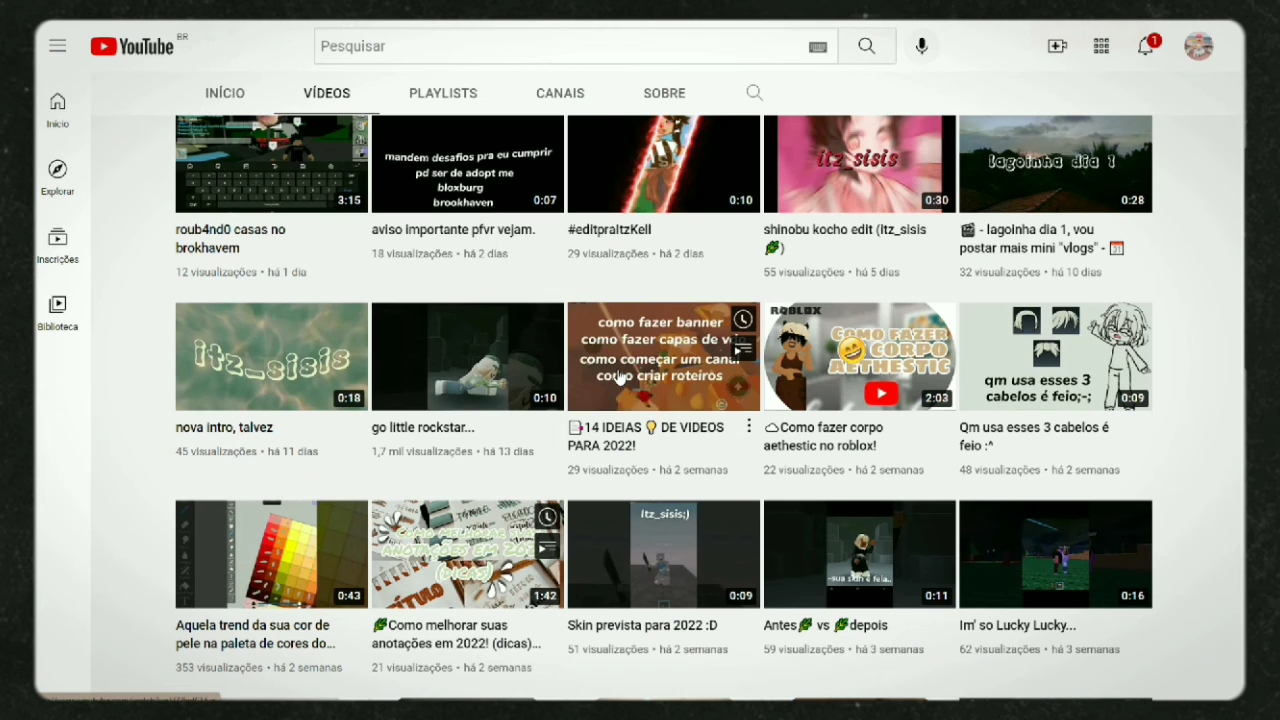 YouTube BR
Pesquisar
1
INÍCIO VÍDEOS PLAYLISTS CANAIS SOBRE
Início
Explorar
Inscrições
Biblioteca
3:15
mandem desafios pra eu cumprir
pd ser de adopt me
bloxburg
brookhaven
0:07
0:10
itz_sisis
0:30
lagoinha dia 1
0:28
roub4nd0 casas no
brokhavem
12 visualizações • há 1 dia
aviso importante pfvr vejam.
18 visualizações • há 2 dias
#editpraItzKell
29 visualizações • há 2 dias
shinobu kocho edit (itz_sisis
🌿)
55 visualizações • há 5 dias
🎬 - lagoinha dia 1, vou
postar mais mini "vlogs" - 📅
32 visualizações • há 10 dias
itz_sisis
0:18
0:10
como fazer banner
como fazer capas de
como começar um canal
como criar roteiros
ROBLOX
COMO FAZER
CORPO
AETHESTIC
2:03
qm usa esses 3
cabelos é feio;-;
0:09
nova intro, talvez
45 visualizações • há 11 dias
go little rockstar...
1,7 mil visualizações • há 13 dias
📑14 IDEIAS 💡 DE VIDEOS
PARA 2022!
29 visualizações • há 2 semanas
☁Como fazer corpo
aethestic no roblox!
22 visualizações • há 2 semanas
Qm usa esses 3 cabelos é
feio :^
48 visualizações • há 2 semanas
0:43
COMO MELHORAR SUAS
ANOTAÇÕES EM
(DICAS)
TÍTULO
1:42
itz_sisis;)
0:09
-sua skin é feia..
0:11
0:16
Aquela trend da sua cor de
pele na paleta de cores do...
353 visualizações • há 2 semanas
🌿Como melhorar suas
anotações em 2022! (dicas)...
21 visualizações • há 2 semanas
Skin prevista para 2022 :D
51 visualizações • há 2 semanas
Antes🌿 vs 🌿depois
59 visualizações • há 3 semanas
Im' so Lucky Lucky...
62 visualizações • há 3 semanas